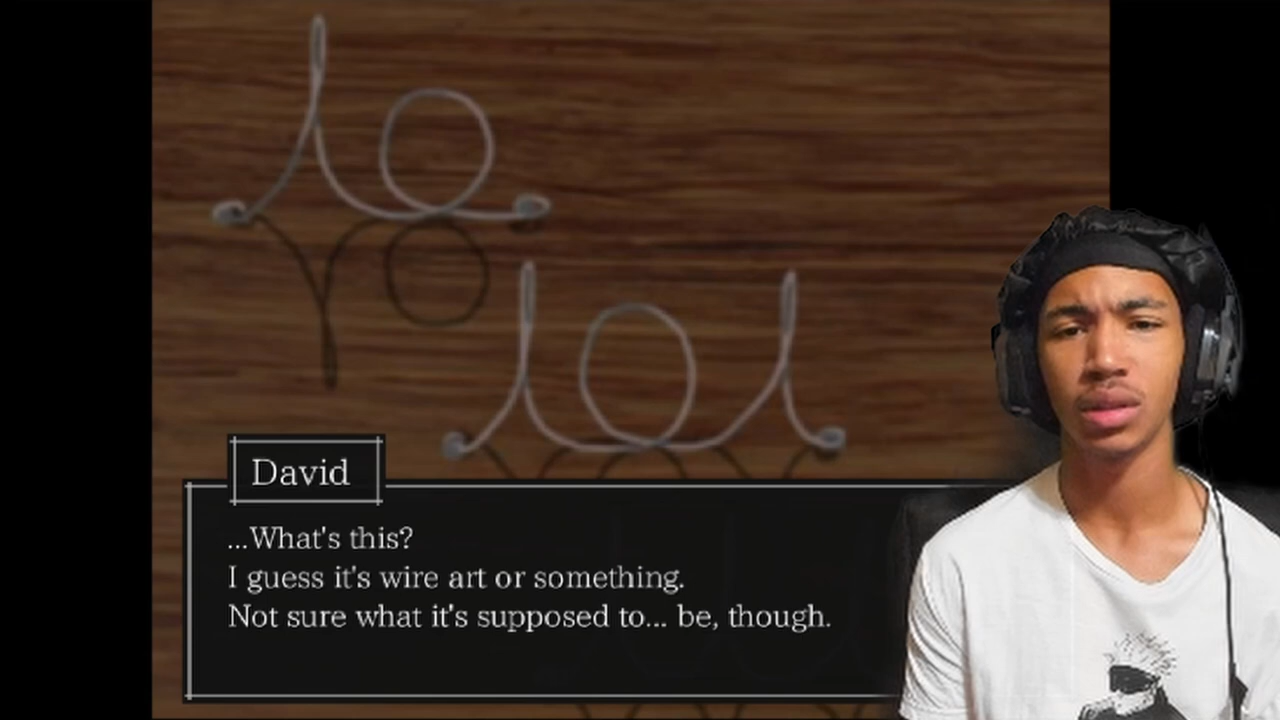 David
...What's this?
I guess it's wire art or something.
Not sure what it's supposed to... be, though.